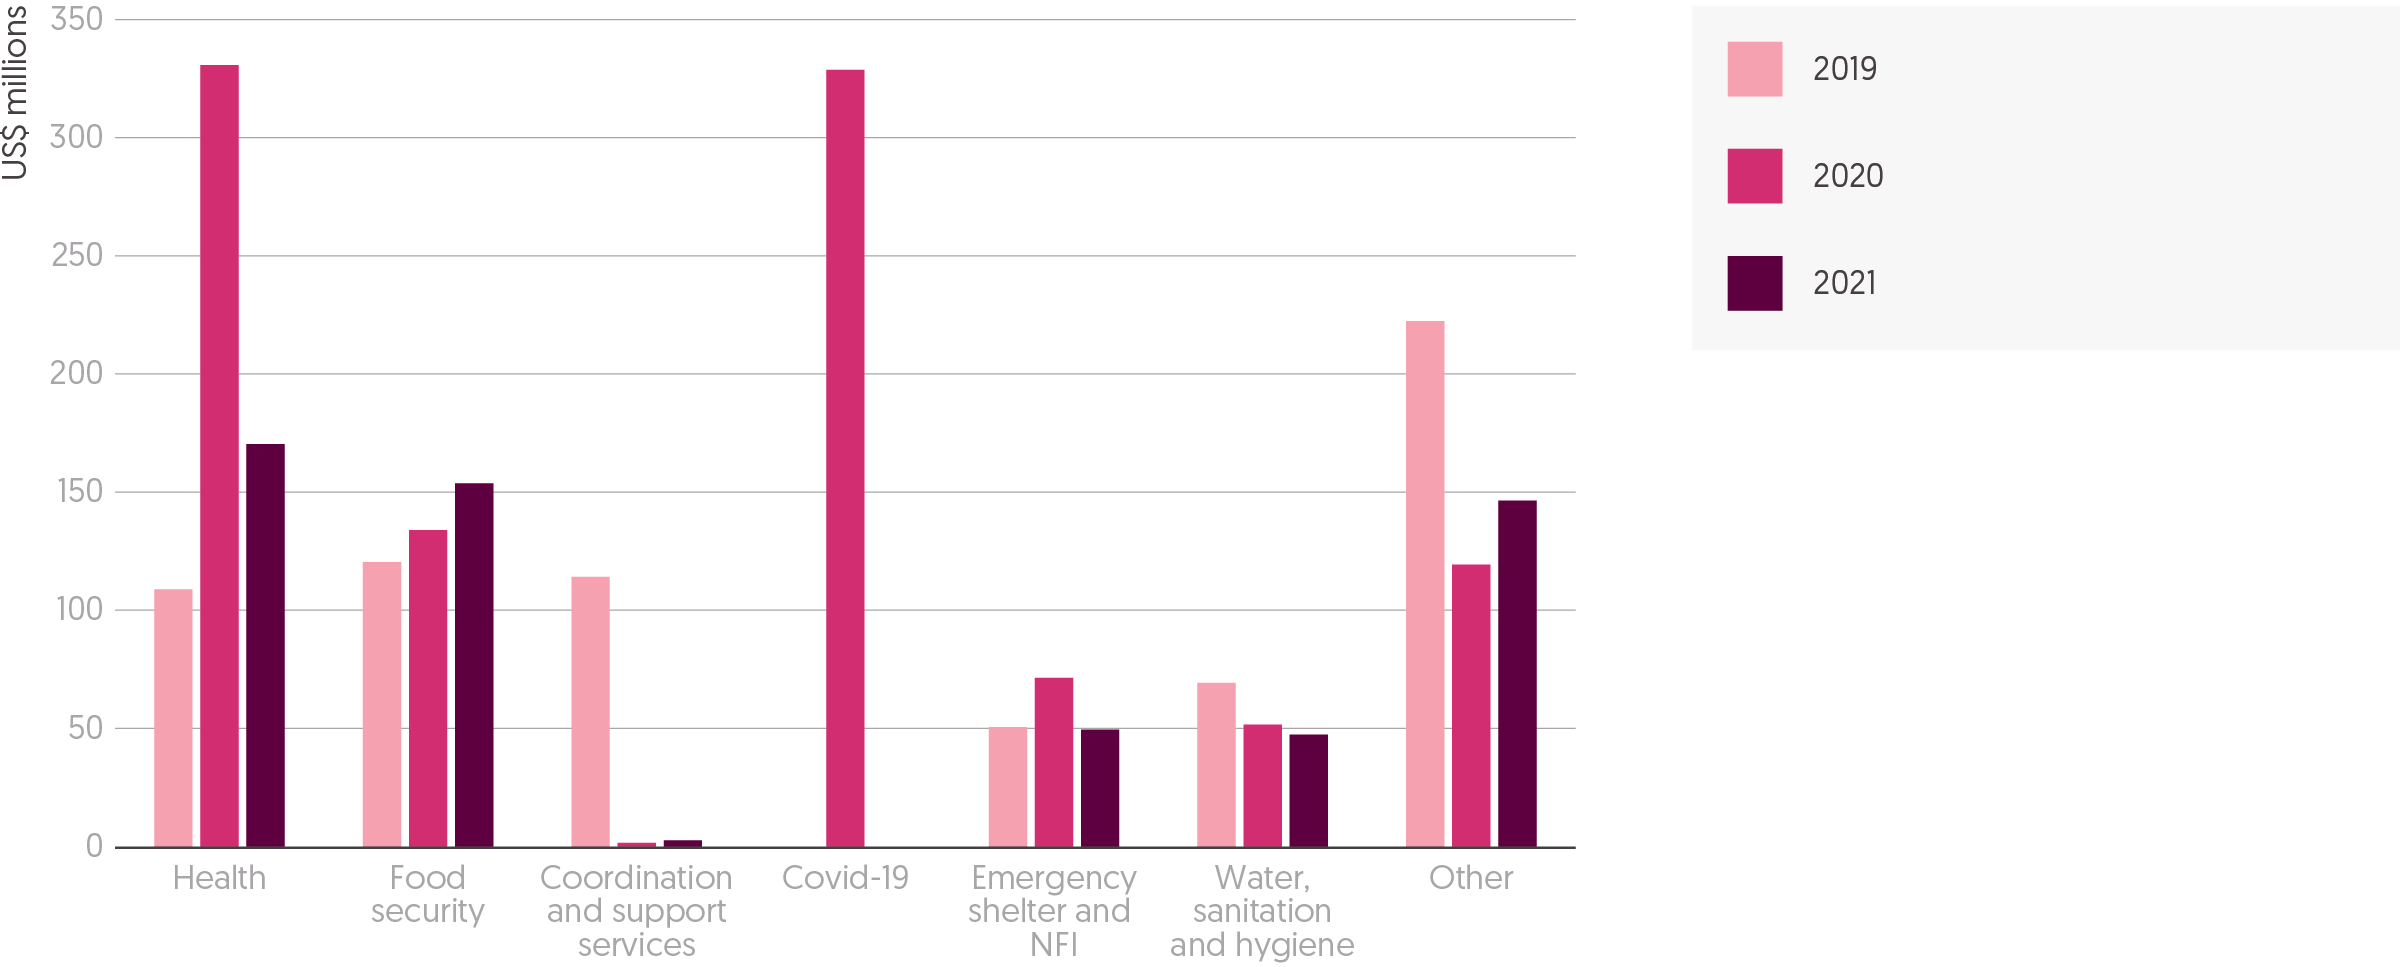 US$ millions
350
300
250
200
150
100
50
0
Health
Food
security
Coordination
and support
services
Covid-19
Emergency
shelter and
NFI
Water,
sanitation
and hygiene
Other
2019
2020
2021